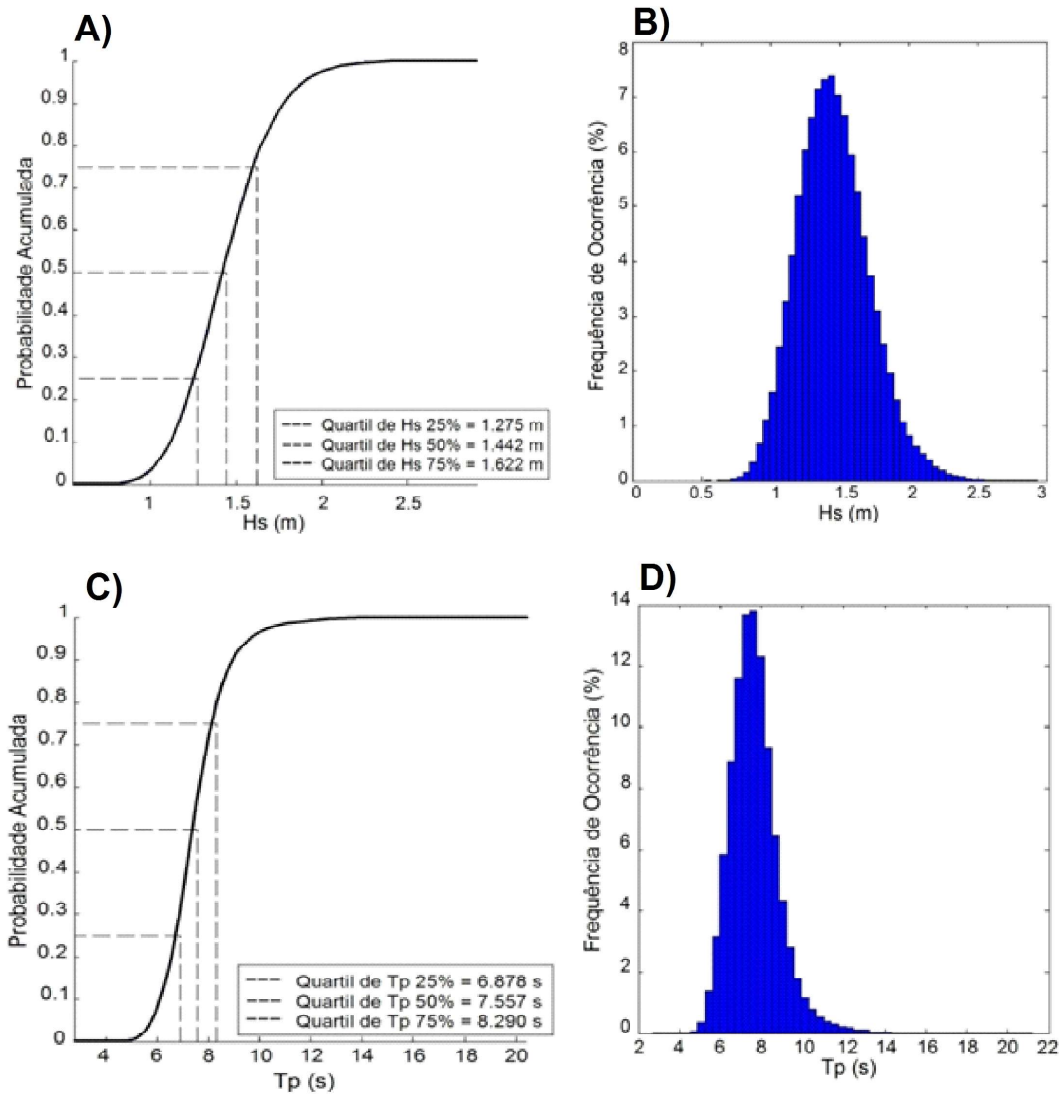 A)
1
0.9
0.8
0.7
0.6
0.5
0.4
0.3
0.2
0.1
0
Probabilidade Acumulada
Quartil de Hs 25% = 1.275 m
Quartil de Hs 50% = 1.442 m
Quartil de Hs 75% = 1.622 m
1 1.5 2 2.5
Hs (m)
B)
8
7
6
5
4
3
2
1
0
Frequência de Ocorrência (%)
0 0.5 1 1.5 2 2.5 3
Hs (m)
C)
1
0.9
0.8
0.7
0.6
0.5
0.4
0.3
0.2
0.1
0
Probabilidade Acumulada
Quartil de Tp 25% = 6.878 s
Quartil de Tp 50% = 7.557 s
Quartil de Tp 75% = 8.290 s
4 6 8 10 12 14 16 18 20
Tp (s)
D)
14
12
10
8
6
4
2
0
Frequência de Ocorrência (%)
2 4 6 8 10 12 14 16 18 20 22
Tp (s)